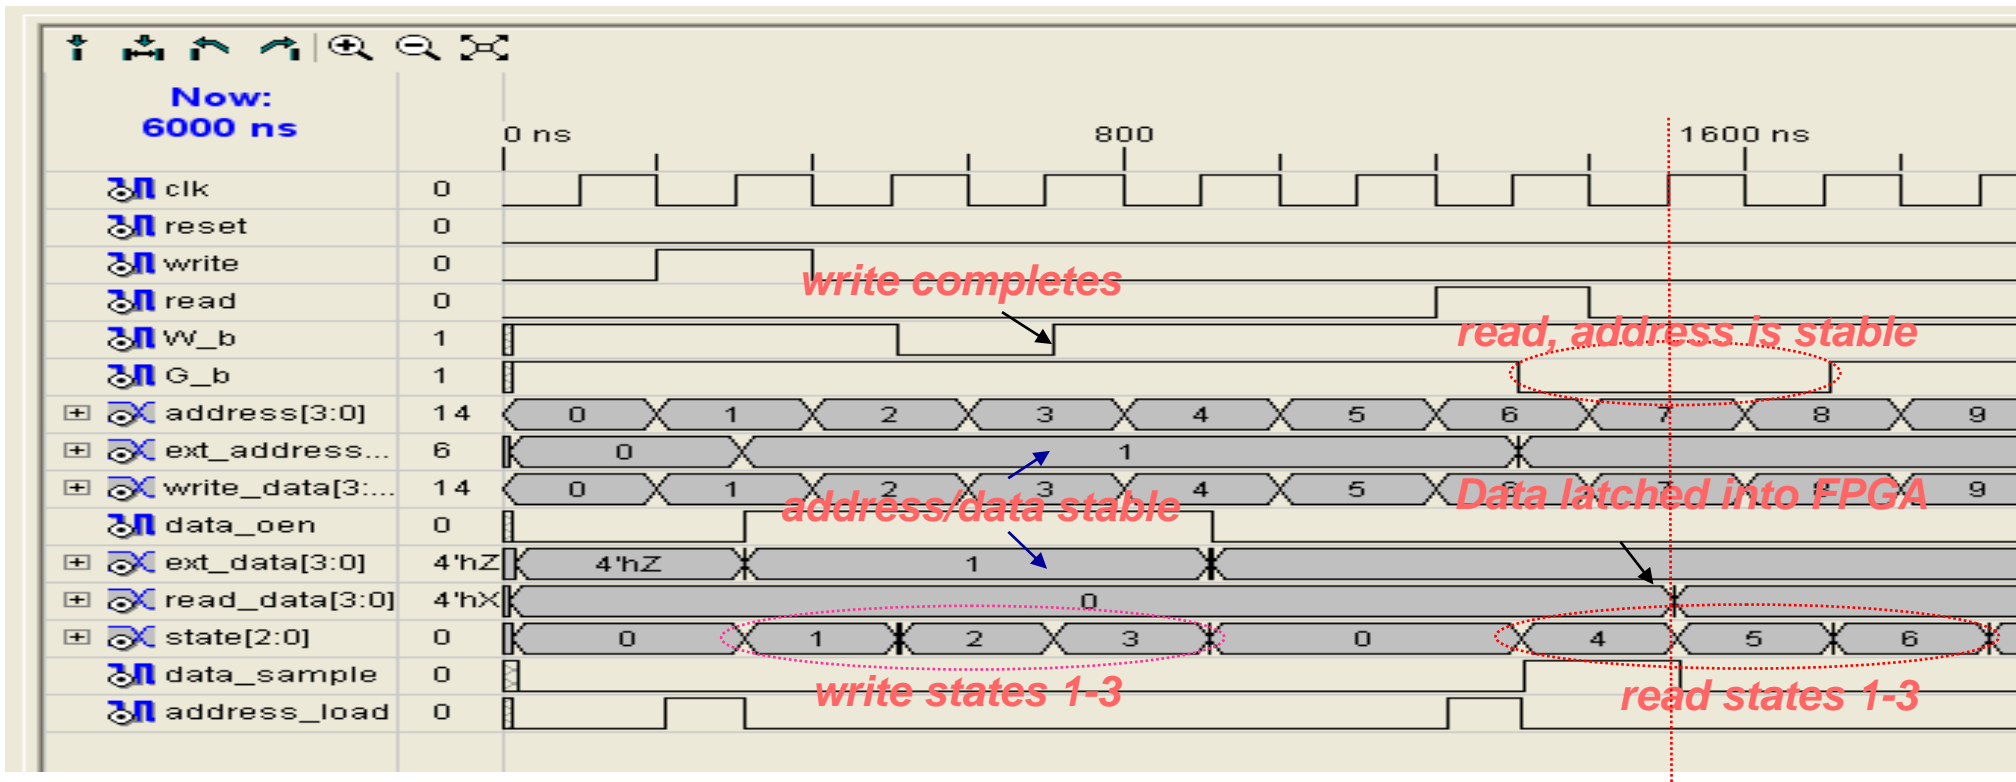 Now:
6000 ns
0 ns 800 1600 ns
clk 0
reset 0
write 0
write completes
read 0
read, address is stable
W_b 1
G_b 1
address[3:0] 14 0 1 2 3 4 5 6 7 8 9
ext_address... 6 0 1
write_data[3:... 14 0 1 2 3 4 5 6 7 8 9
Data latched into FPGA
address/data stable
data_oen 0
ext_data[3:0] 4'hZ 4'hZ 1
read_data[3:0] 4'hX 0
state[2:0] 0 0 1 2 3 0 4 5 6
data_sample 0
write states 1-3 read states 1-3
address_load 0